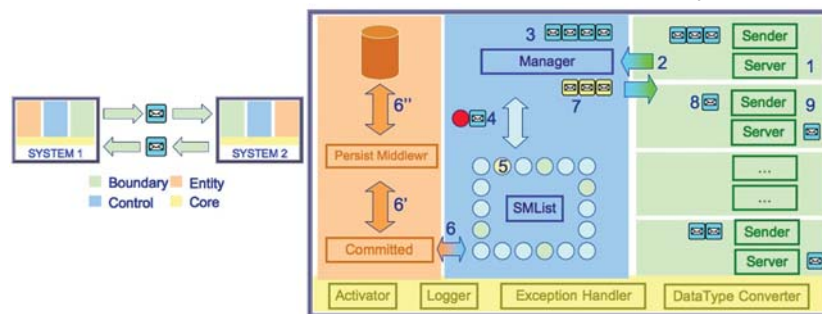 SYSTEM 1
SYSTEM 2
Boundary
Entity
Control
Core
3
Manager
2
Sender
Server
1
6''
4
7
8
Sender
9
Server
Persist Middlewr
5
...
6'
SMList
...
Committed
6
Sender
Server
Activator
Logger
Exception Handler
DataType Converter